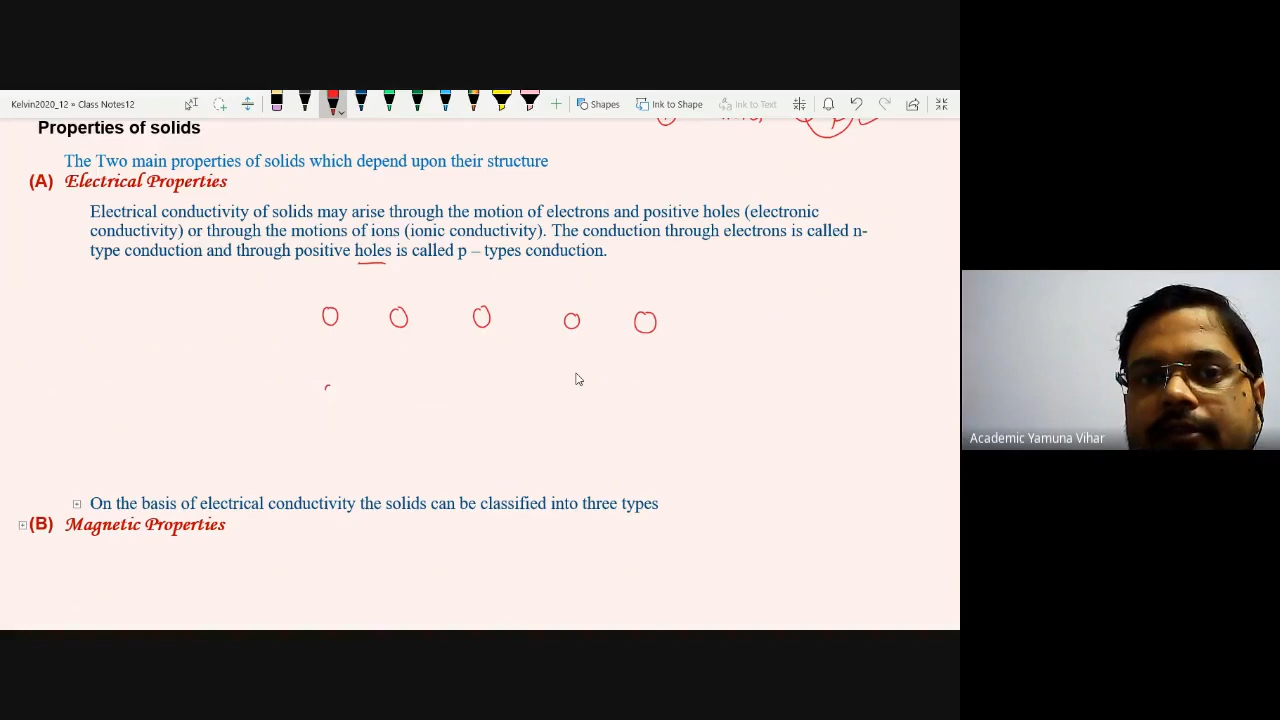 Kelvin2020_12 » Class Notes12
Shapes
Ink to Shape
Ink to Text
Properties of solids
The Two main properties of solids which depend upon their structure
(A) Electrical Properties
Electrical conductivity of solids may arise through the motion of electrons and positive holes (electronic
conductivity) or through the motions of ions (ionic conductivity). The conduction through electrons is called n-
type conduction and through positive holes is called p – types conduction.
On the basis of electrical conductivity the solids can be classified into three types
(B) Magnetic Properties
Academic Yamuna Vihar